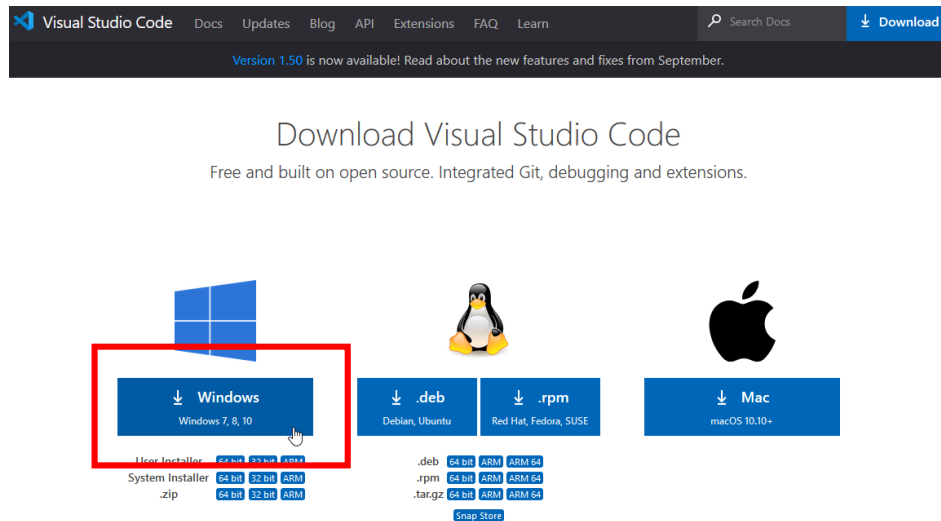 Visual Studio Code Docs Updates Blog API Extensions FAQ Learn Search Docs Download
Version 1.50 is now available! Read about the new features and fixes from September.
Download Visual Studio Code
Free and built on open source. Integrated Git, debugging and extensions.
Windows
Windows 7, 8, 10
.deb
Debian, Ubuntu
.rpm
Red Hat, Fedora, SUSE
Mac
macOS 10.10+
User Installer 64 bit 32 bit ARM
System Installer 64 bit 32 bit ARM
.zip 64 bit 32 bit ARM
.deb 64 bit ARM ARM 64
.rpm 64 bit ARM ARM 64
.tar.gz 64 bit ARM ARM 64
Snap Store